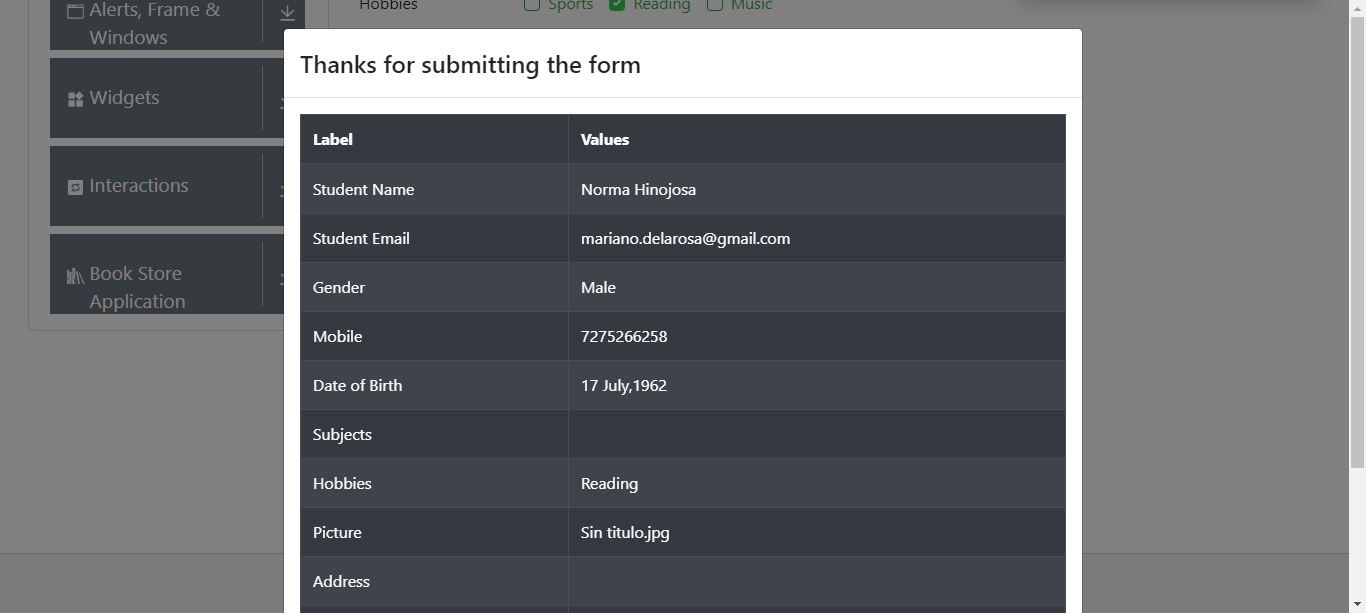 Alerts, Frame &
Windows
Widgets
Interactions
Book Store
Application
Hobbies Sports Reading Music
Thanks for submitting the form
Label Values
Student Name Norma Hinojosa
Student Email mariano.delarosa@gmail.com
Gender Male
Mobile 7275266258
Date of Birth 17 July,1962
Subjects
Hobbies Reading
Picture Sin titulo.jpg
Address